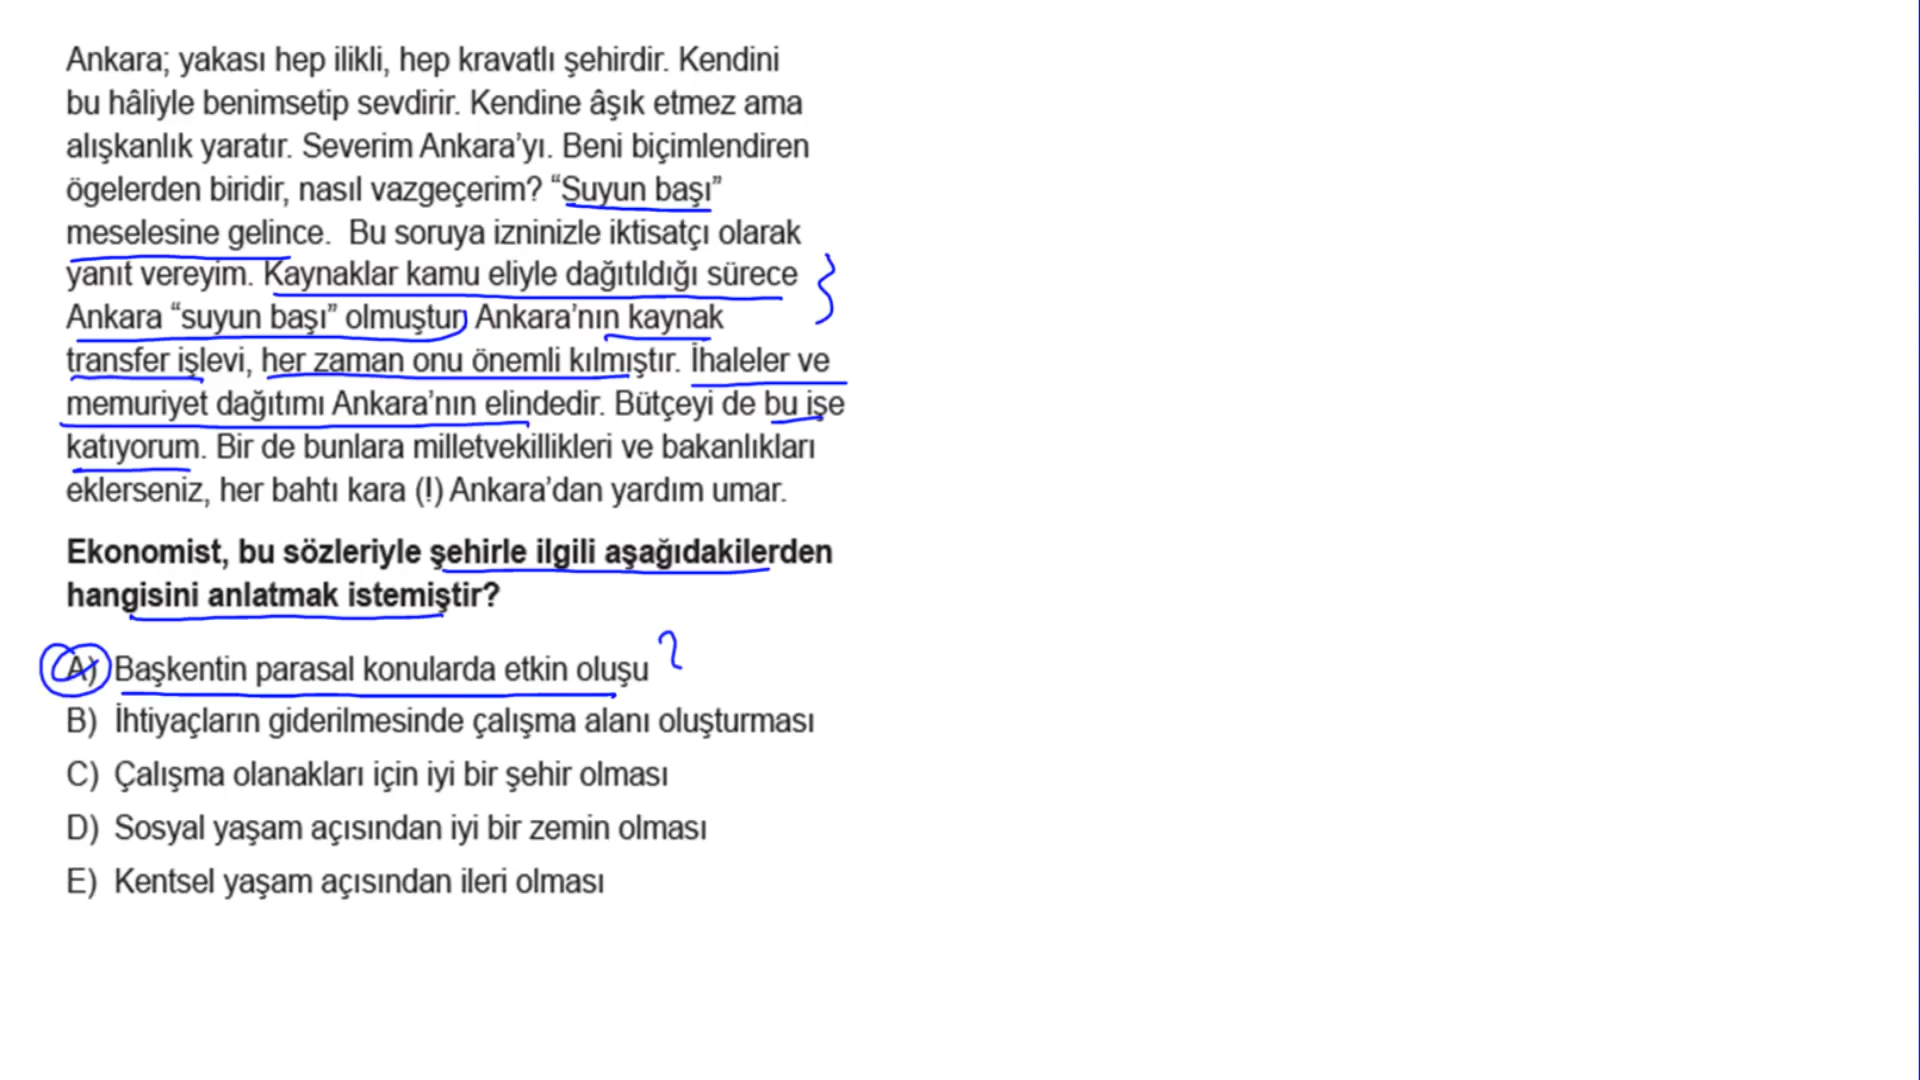 Ankara; yakası hep ilikli, hep kravatlı şehirdir. Kendini
bu hâliyle benimsetip sevdirir. Kendine âşık etmez ama
alışkanlık yaratır. Severim Ankara’yı. Beni biçimlendiren
ögelerden biridir, nasıl vazgeçerim? “Suyun başı”
meselesine gelince. Bu soruya izninizle iktisatçı olarak
yanıt vereyim. Kaynaklar kamu eliyle dağıtıldığı sürece
Ankara “suyun başı” olmuştur. Ankara’nın kaynak
transfer işlevi, her zaman onu önemli kılmıştır. İhaleler ve
memuriyet dağıtımı Ankara’nın elindedir. Bütçeyi de bu işe
katıyorum. Bir de bunlara milletvekillikleri ve bakanlıkları
eklerseniz, her bahtı kara (!) Ankara’dan yardım umar.
Ekonomist, bu sözleriyle şehirle ilgili aşağıdakilerden
hangisini anlatmak istemiştir?
A) Başkentin parasal konularda etkin oluşu ?
B) İhtiyaçların giderilmesinde çalışma alanı oluşturması
C) Çalışma olanakları için iyi bir şehir olması
D) Sosyal yaşam açısından iyi bir zemin olması
E) Kentsel yaşam açısından ileri olması